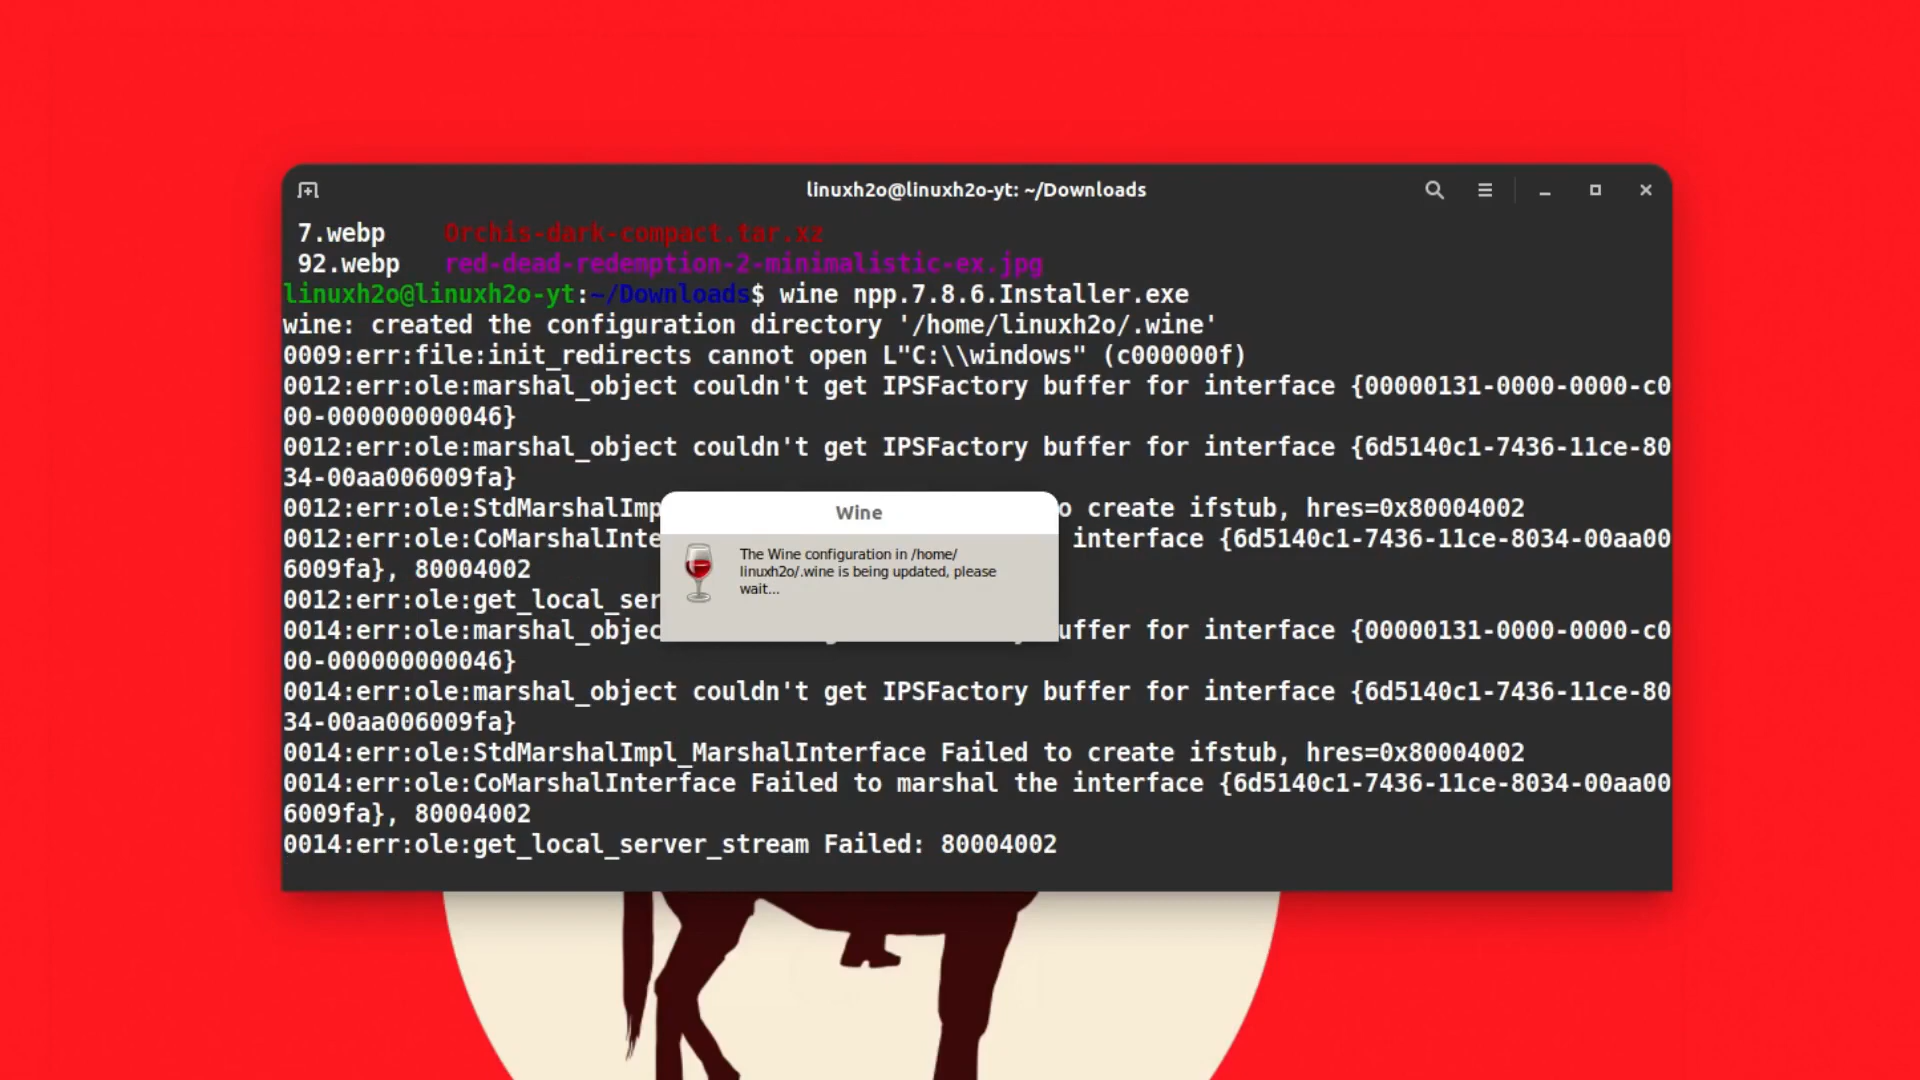 linuxh2o@linuxh2o-yt: ~/Downloads
7.webp Orchis-dark-compact.tar.xz
92.webp red-dead-redemption-2-minimalistic-ex.jpg
linuxh2o@linuxh2o-yt:~/Downloads$ wine npp.7.8.6.Installer.exe
wine: created the configuration directory '/home/linuxh2o/.wine'
0009:err:file:init_redirects cannot open L"C:\\windows" (c000000f)
0012:err:ole:marshal_object couldn't get IPSFactory buffer for interface {00000131-0000-0000-c0
00-000000000046}
0012:err:ole:marshal_object couldn't get IPSFactory buffer for interface {6d5140c1-7436-11ce-80
34-00aa006009fa}
0012:err:ole:StdMarshalImp o create ifstub, hres=0x80004002
0012:err:ole:CoMarshalInte interface {6d5140c1-7436-11ce-8034-00aa00
6009fa}, 80004002
0012:err:ole:get_local_ser
0014:err:ole:marshal_objec uffer for interface {00000131-0000-0000-c0
00-000000000046}
0014:err:ole:marshal_object couldn't get IPSFactory buffer for interface {6d5140c1-7436-11ce-80
34-00aa006009fa}
0014:err:ole:StdMarshalImpl_MarshalInterface Failed to create ifstub, hres=0x80004002
0014:err:ole:CoMarshalInterface Failed to marshal the interface {6d5140c1-7436-11ce-8034-00aa00
6009fa}, 80004002
0014:err:ole:get_local_server_stream Failed: 80004002
Wine
The Wine configuration in /home/
linuxh2o/.wine is being updated, please
wait...